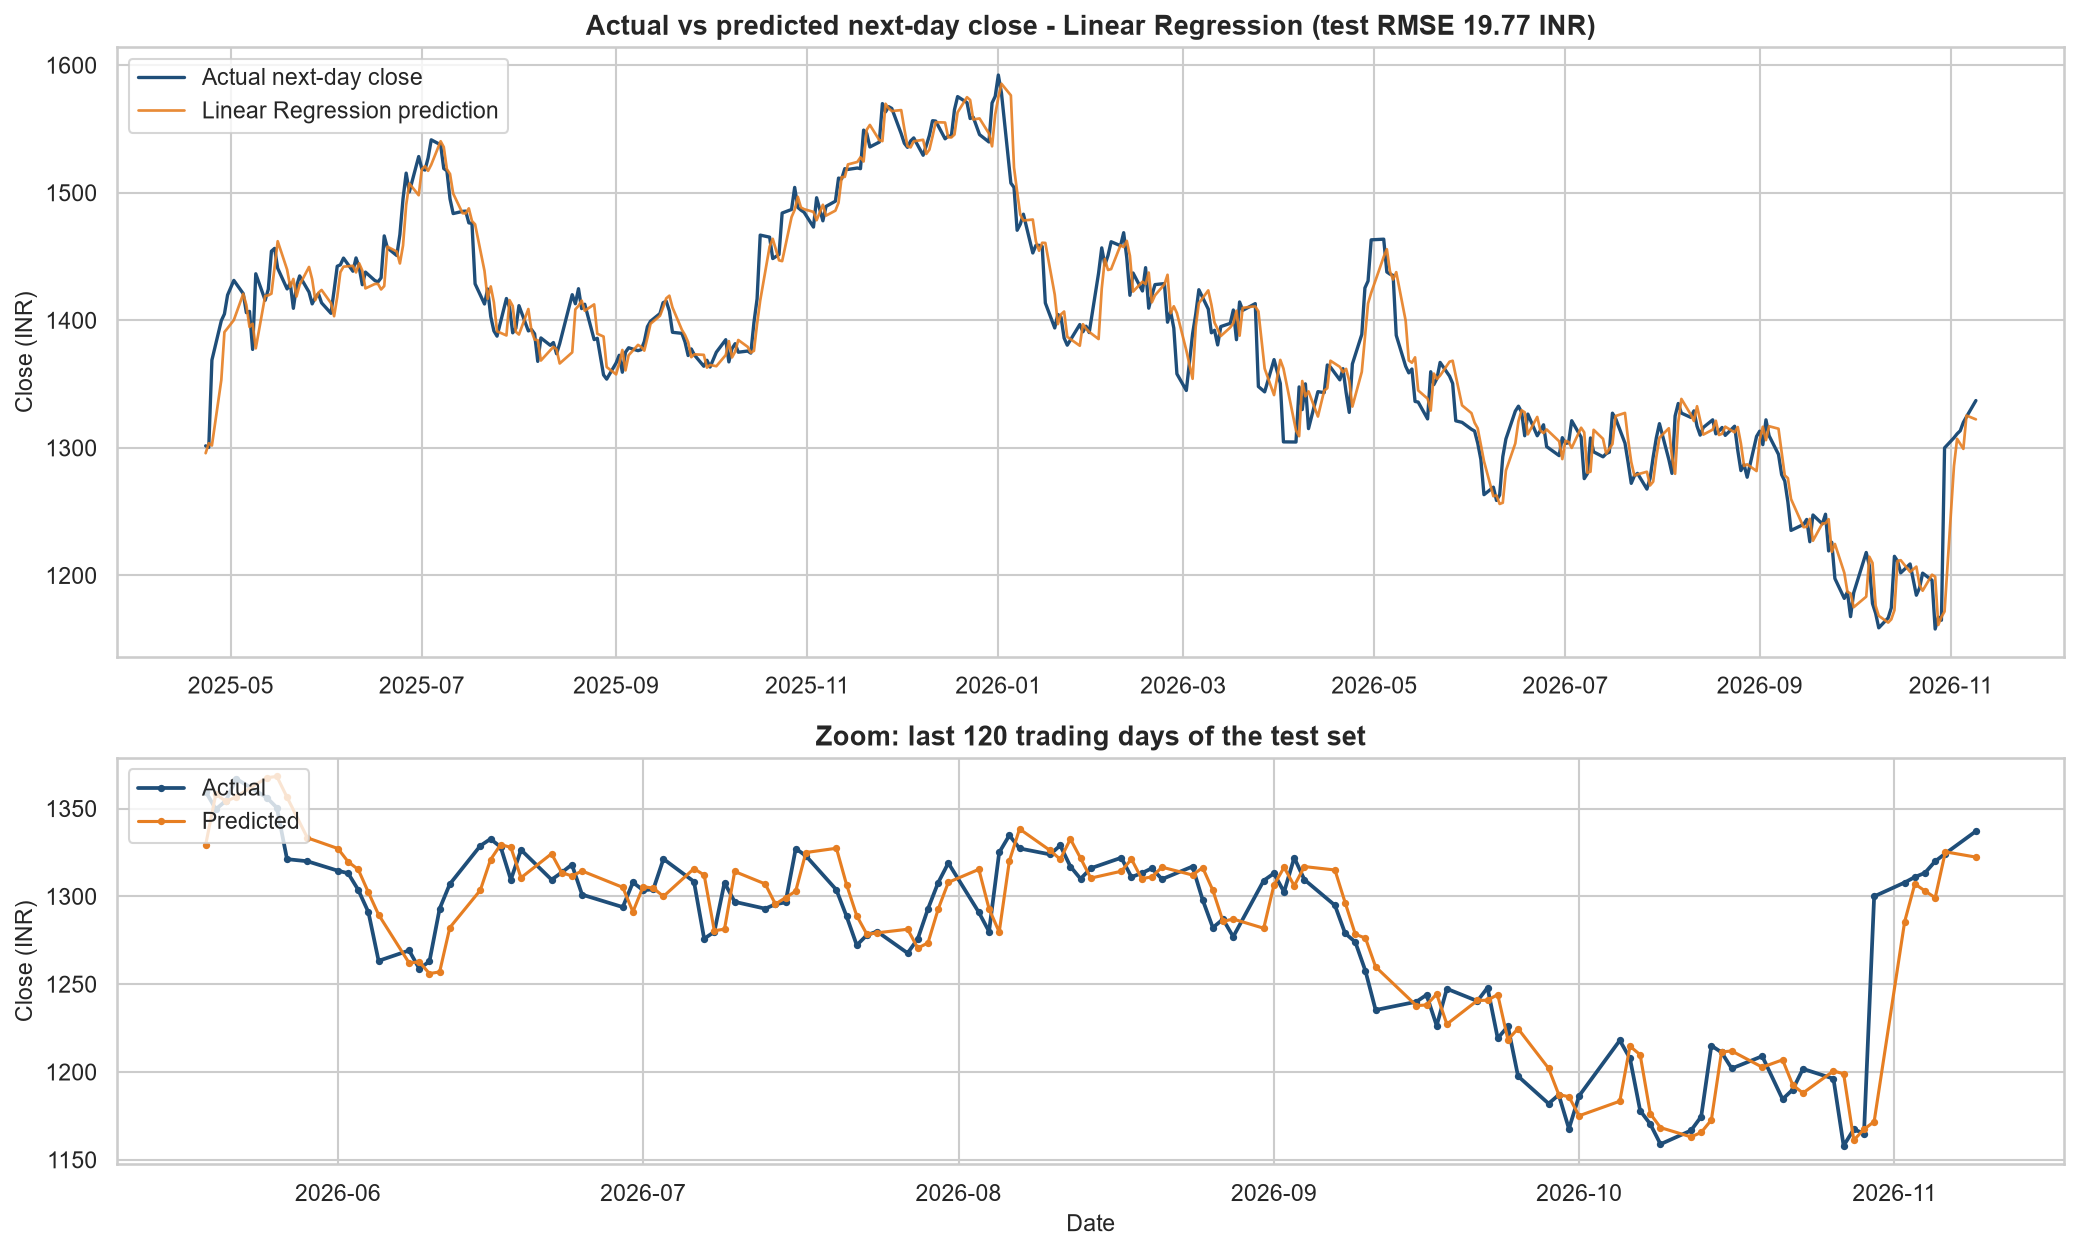 Actual vs predicted next-day close - Linear Regression (test RMSE 19.77 INR)
Actual next-day close
Linear Regression prediction
Close (INR)
1600
1500
1400
1300
1200
2025-05 2025-07 2025-09 2025-11 2026-01 2026-03 2026-05 2026-07 2026-09 2026-11
Zoom: last 120 trading days of the test set
Actual
Predicted
Close (INR)
1350
1300
1250
1200
1150
2026-06 2026-07 2026-08 2026-09 2026-10 2026-11
Date